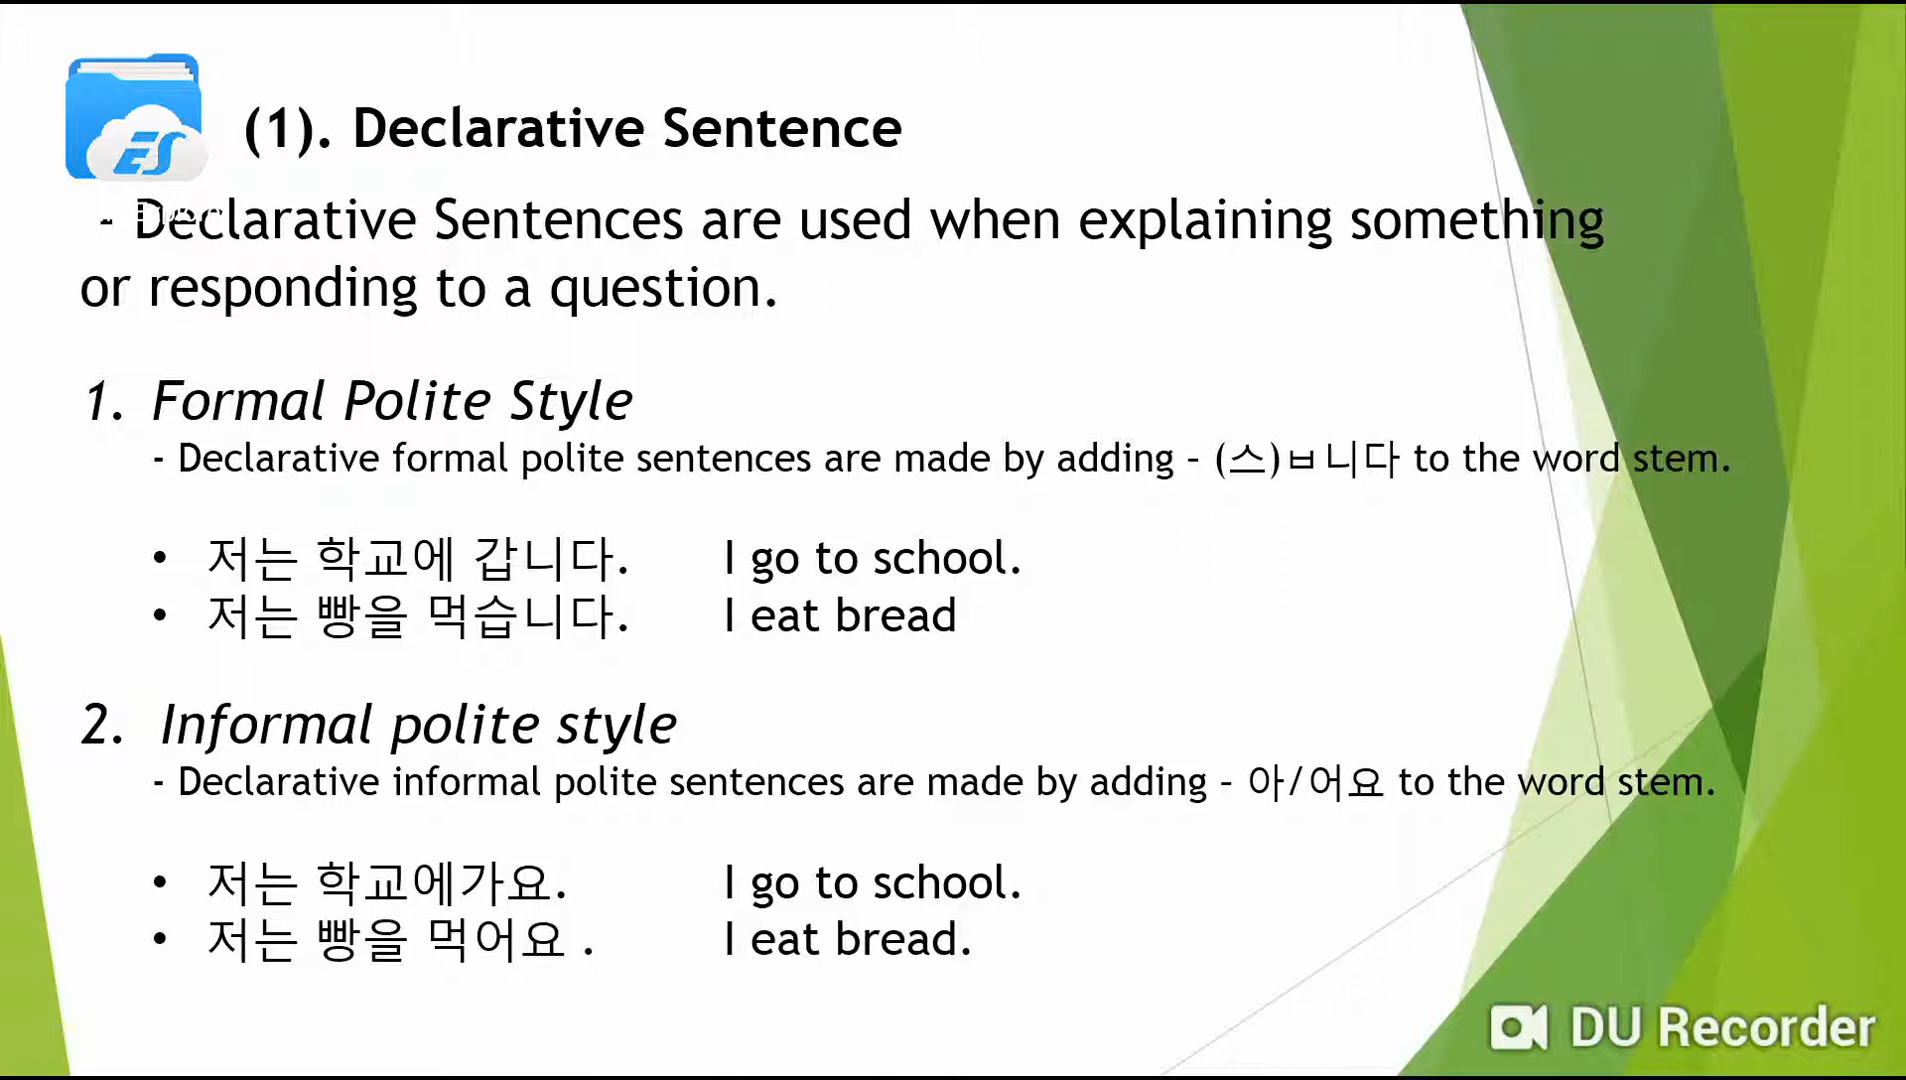 ES
(1). Declarative Sentence
- Declarative Sentences are used when explaining something
or responding to a question.
1. Formal Polite Style
- Declarative formal polite sentences are made by adding – (스)ㅂ니다 to the word stem.
• 저는 학교에 갑니다. I go to school.
• 저는 빵을 먹습니다. I eat bread
2. Informal polite style
- Declarative informal polite sentences are made by adding – 아/어요 to the word stem.
• 저는 학교에가요. I go to school.
• 저는 빵을 먹어요 . I eat bread.
DU Recorder